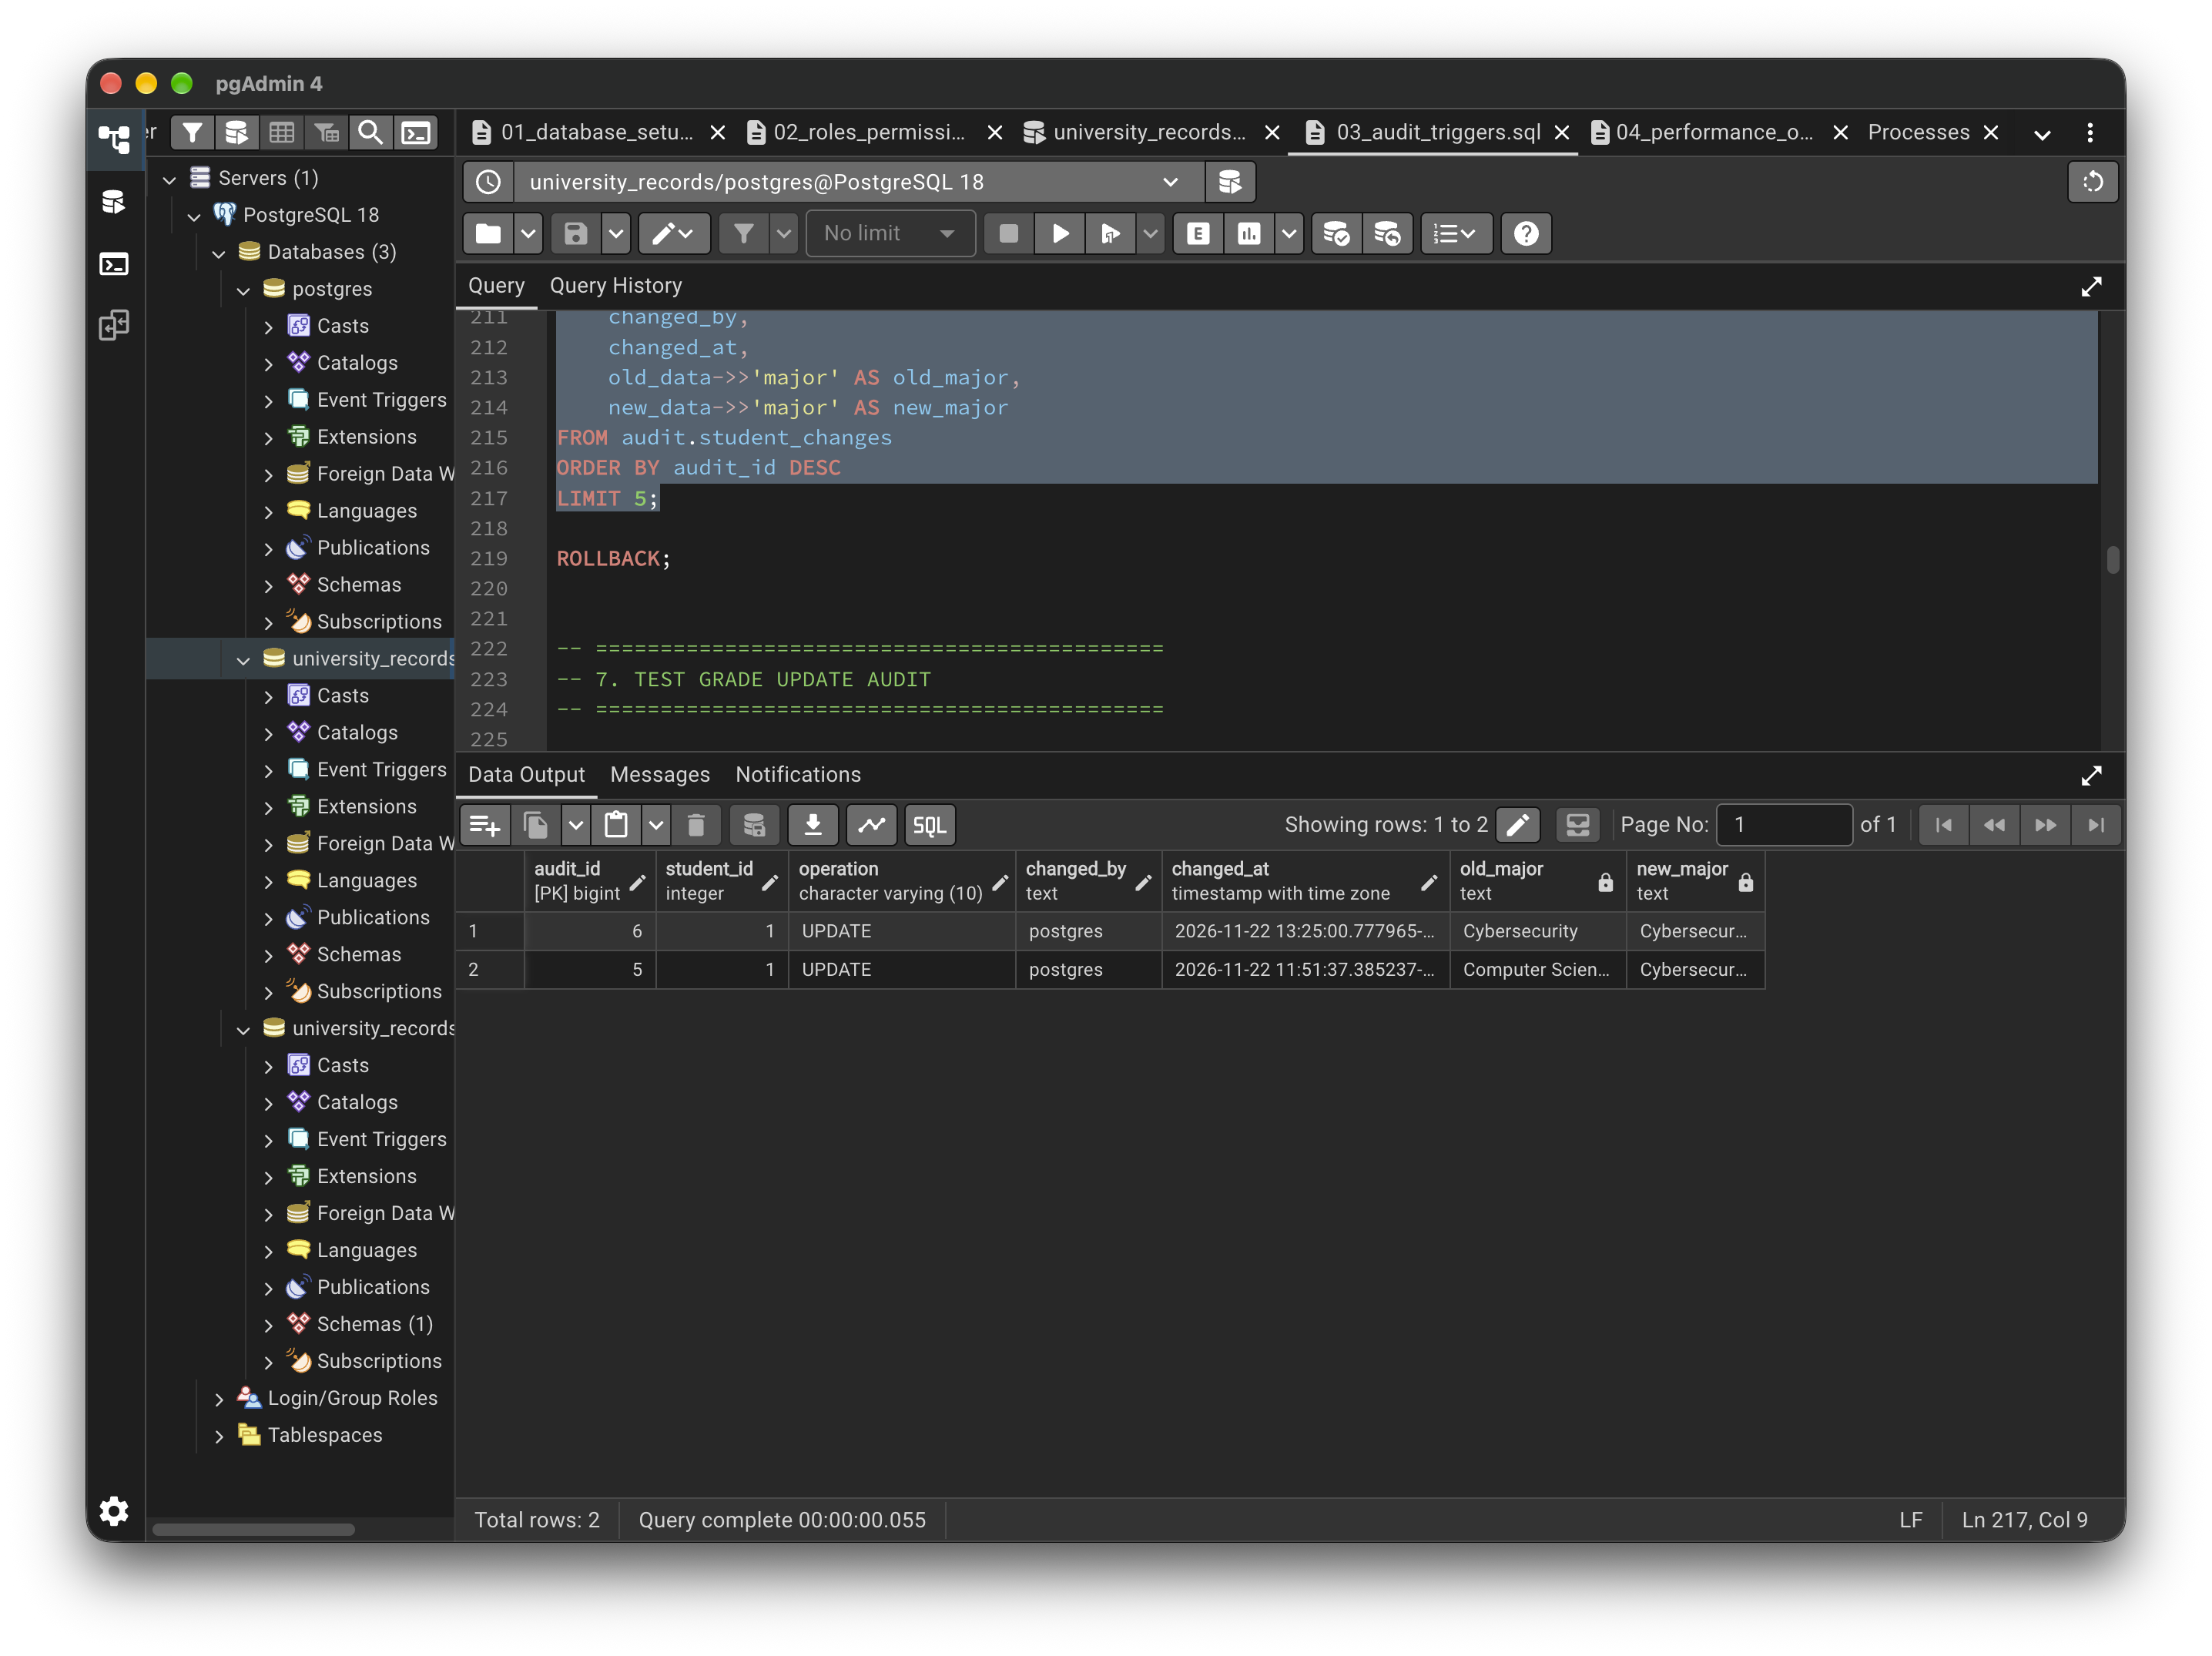 pgAdmin 4
er
01_database_setu...
02_roles_permissi...
university_records...
03_audit_triggers.sql
04_performance_o...
Processes
Servers (1)
PostgreSQL 18
Databases (3)
postgres
Casts
Catalogs
Event Triggers
Extensions
Foreign Data W
Languages
Publications
Schemas
Subscriptions
university_records
Casts
Catalogs
Event Triggers
Extensions
Foreign Data W
Languages
Publications
Schemas
Subscriptions
university_records
Casts
Catalogs
Event Triggers
Extensions
Foreign Data W
Languages
Publications
Schemas (1)
Subscriptions
Login/Group Roles
Tablespaces
university_records/postgres@PostgreSQL 18
No limit
E
Query Query History
211 changed_by,
212 changed_at,
213 old_data->>'major' AS old_major,
214 new_data->>'major' AS new_major
215 FROM audit.student_changes
216 ORDER BY audit_id DESC
217 LIMIT 5;
218
219 ROLLBACK;
220
221
222 -- ============================================
223 -- 7. TEST GRADE UPDATE AUDIT
224 -- ============================================
225
Data Output Messages Notifications
SQL
Showing rows: 1 to 2
Page No: 1 of 1
audit_id student_id operation changed_by changed_at old_major new_major
[PK] bigint integer character varying (10) text timestamp with time zone text text
1 6 1 UPDATE postgres 2026-11-22 13:25:00.777965-... Cybersecurity Cybersecur...
2 5 1 UPDATE postgres 2026-11-22 11:51:37.385237-... Computer Scien... Cybersecur...
Total rows: 2 Query complete 00:00:00.055 LF Ln 217, Col 9